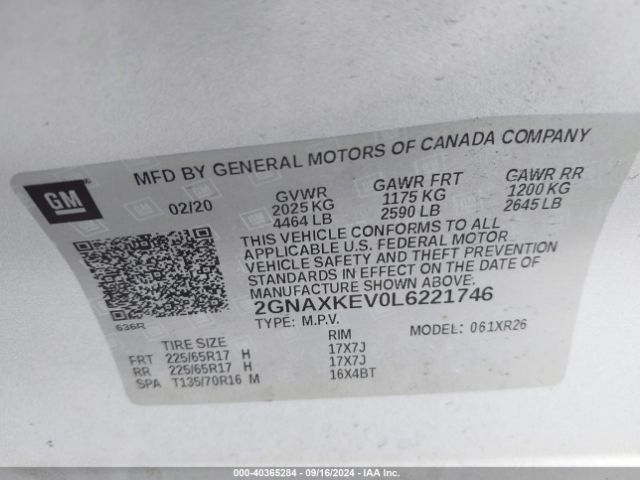 MFD BY GENERAL MOTORS OF CANADA COMPANY
GM
02/20
GVWR GAWR FRT GAWR RR
2025 KG 1175 KG 1200 KG
4464 LB 2590 LB 2645 LB
THIS VEHICLE CONFORMS TO ALL
APPLICABLE U.S. FEDERAL MOTOR
VEHICLE SAFETY AND THEFT PREVENTION
STANDARDS IN EFFECT ON THE DATE OF
MANUFACTURE SHOWN ABOVE.
2GNAXKEV0L6221746
TYPE: M.P.V. MODEL: 061XR26
636R
TIRE SIZE RIM
FRT 225/65R17 H 17X7J
RR 225/65R17 H 17X7J
SPA T135/70R16 M 16X4BT
000-40365284 - 09/16/2024 - IAA Inc.